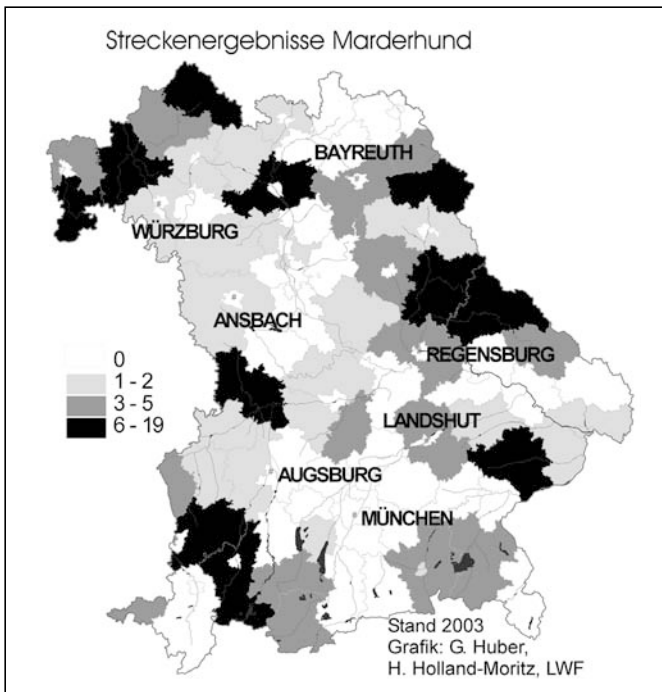 Streckenergebnisse Marderhund
BAYREUTH
WÜRZBURG
ANSBACH
REGENSBURG
0
1 - 2
3 - 5
6 - 19
LANDSHUT
AUGSBURG
MÜNCHEN
Stand 2003
Grafik: G. Huber,
H. Holland-Moritz, LWF